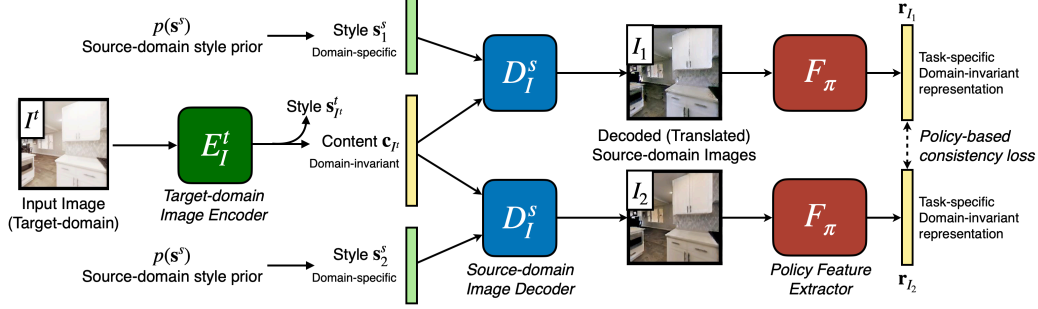 p(s^s)
Source-domain style prior
Style s_1^s
Domain-specific
D_I^s
I_1
F_π
r_{I_1}
Task-specific
Domain-invariant
representation
I^t
Input Image
(Target-domain)
E_I^t
Target-domain
Image Encoder
Style s_{I^t}^t
Content c_{I^t}
Domain-invariant
Decoded (Translated)
Source-domain Images
Policy-based
consistency loss
p(s^s)
Source-domain style prior
Style s_2^s
Domain-specific
D_I^s
Source-domain
Image Decoder
I_2
F_π
Policy Feature
Extractor
Task-specific
Domain-invariant
representation
r_{I_2}